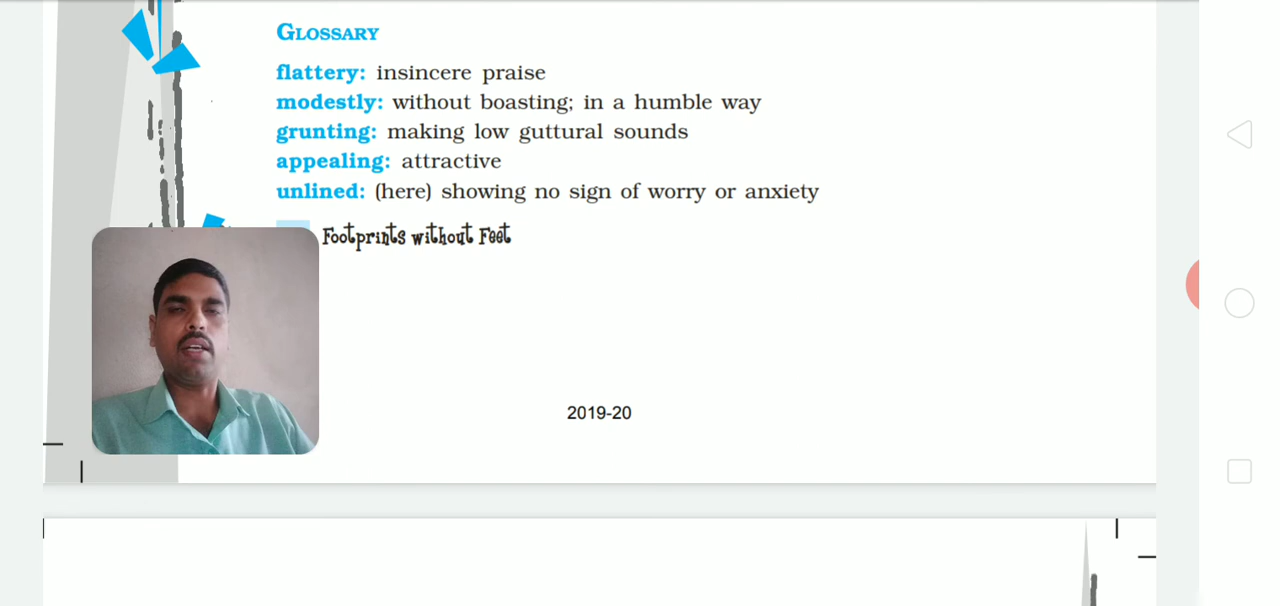 GLOSSARY
flattery: insincere praise
modestly: without boasting; in a humble way
grunting: making low guttural sounds
appealing: attractive
unlined: (here) showing no sign of worry or anxiety
Footprints without Feet
2019-20